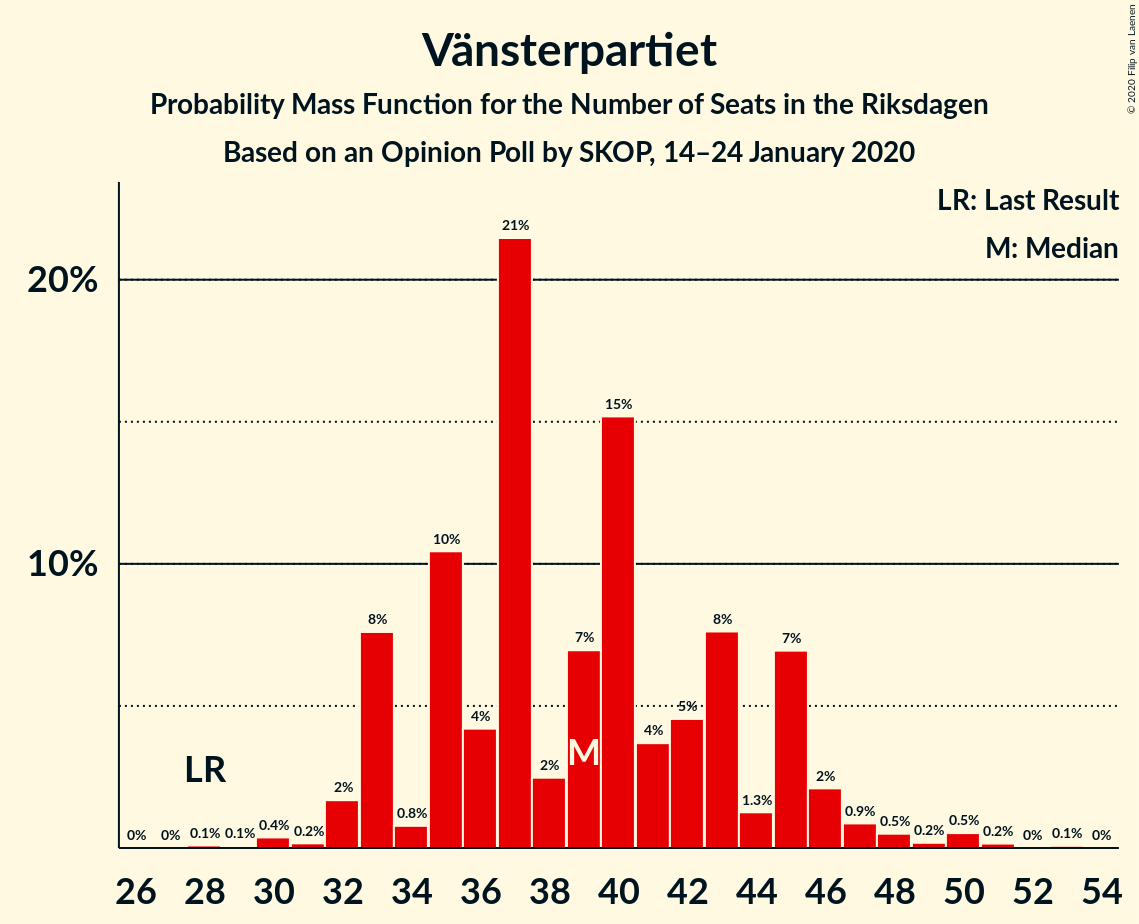 Vänsterpartiet
Probability Mass Function for the Number of Seats in the Riksdagen
Based on an Opinion Poll by SKOP, 14–24 January 2020
© 2020 Filip van Laenen
LR: Last Result
M: Median
20%
10%
0% 0% 0.1% 0.1% 0.4% 0.2% 2% 8% 0.8% 10% 4% 21% 2% 7% 15% 4% 5% 8% 1.3% 7% 2% 0.9% 0.5% 0.2% 0.5% 0.2% 0% 0.1% 0%
LR
M
26 28 30 32 34 36 38 40 42 44 46 48 50 52 54